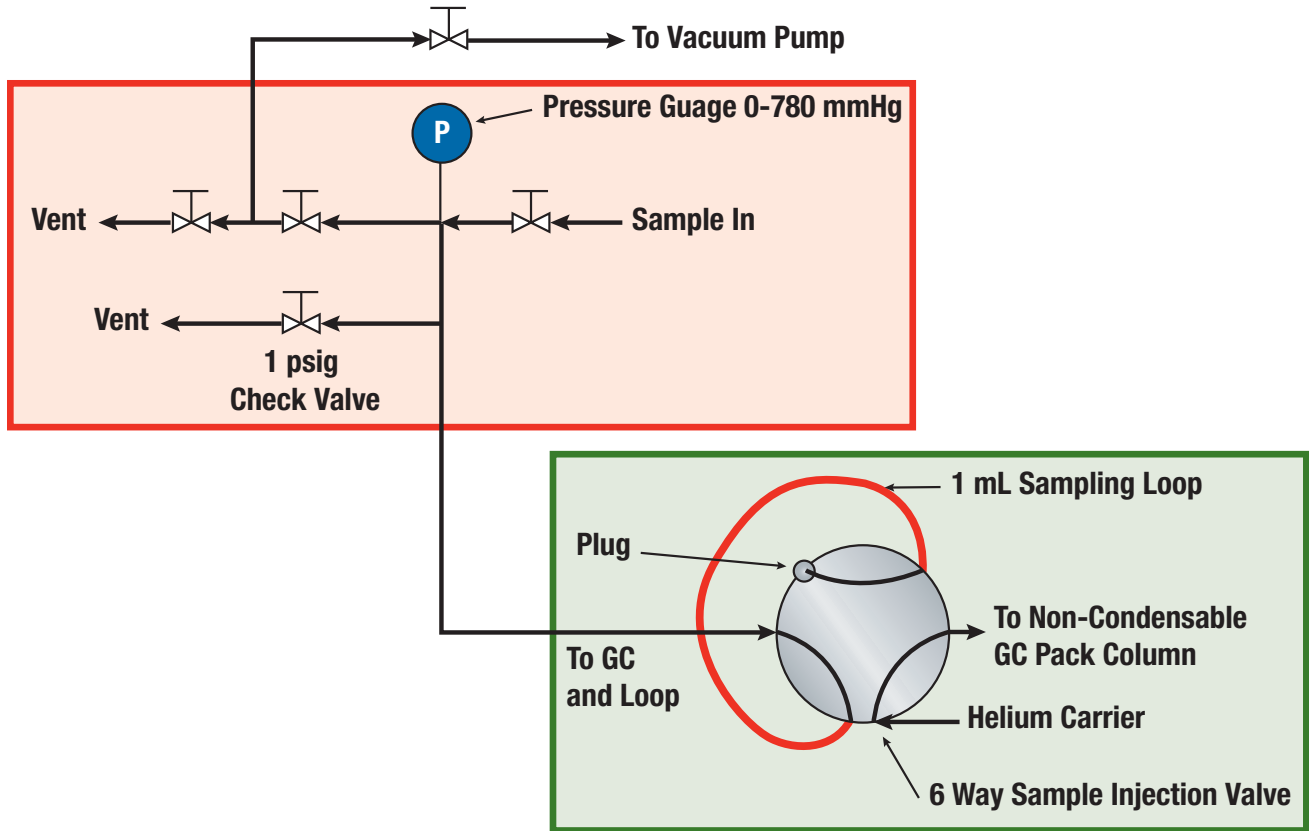 To Vacuum Pump
Pressure Guage 0-780 mmHg
P
Vent
Sample In
Vent
1 psig
Check Valve
1 mL Sampling Loop
Plug
To Non-Condensable
GC Pack Column
To GC
and Loop
Helium Carrier
6 Way Sample Injection Valve